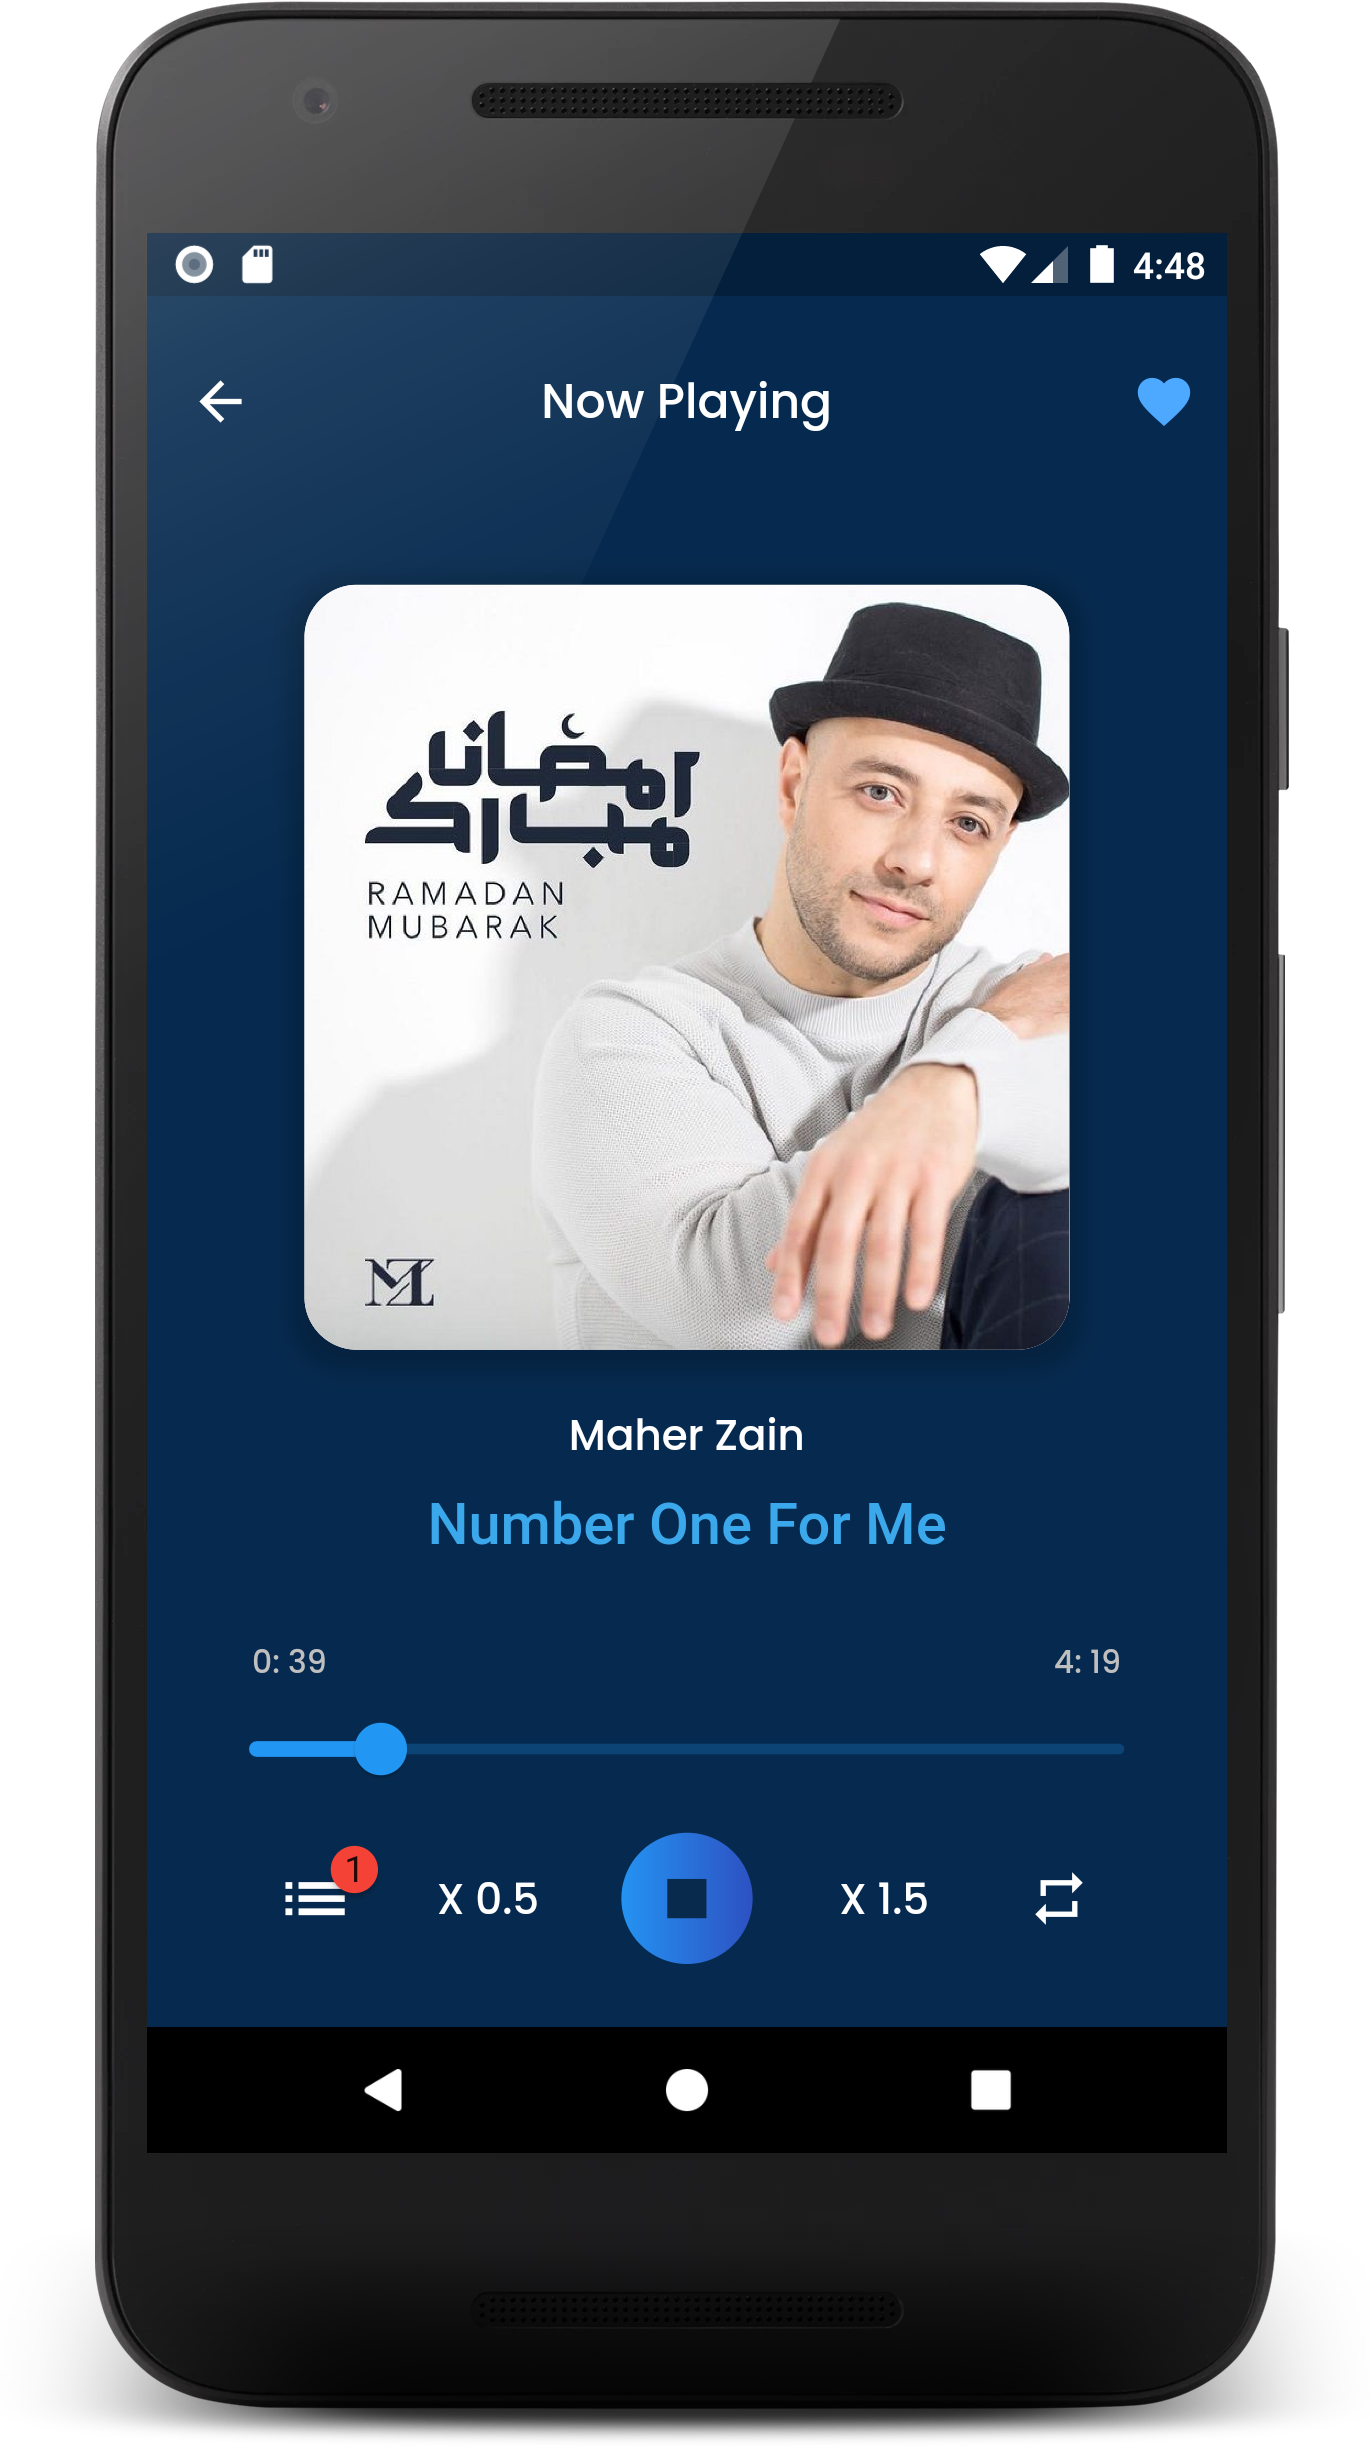 4:48
Now Playing
رمضان
مبارك
RAMADAN
MUBARAK
MZ
Maher Zain
Number One For Me
0: 39
4: 19
1
X 0.5
X 1.5